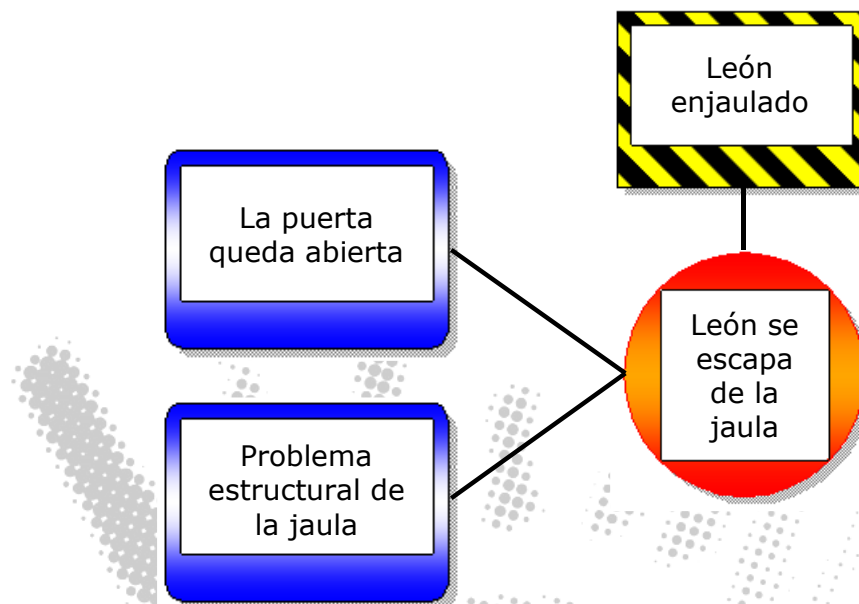 León
enjaulado
La puerta
queda abierta
León se
escapa
de la
jaula
Problema
estructural de
la jaula